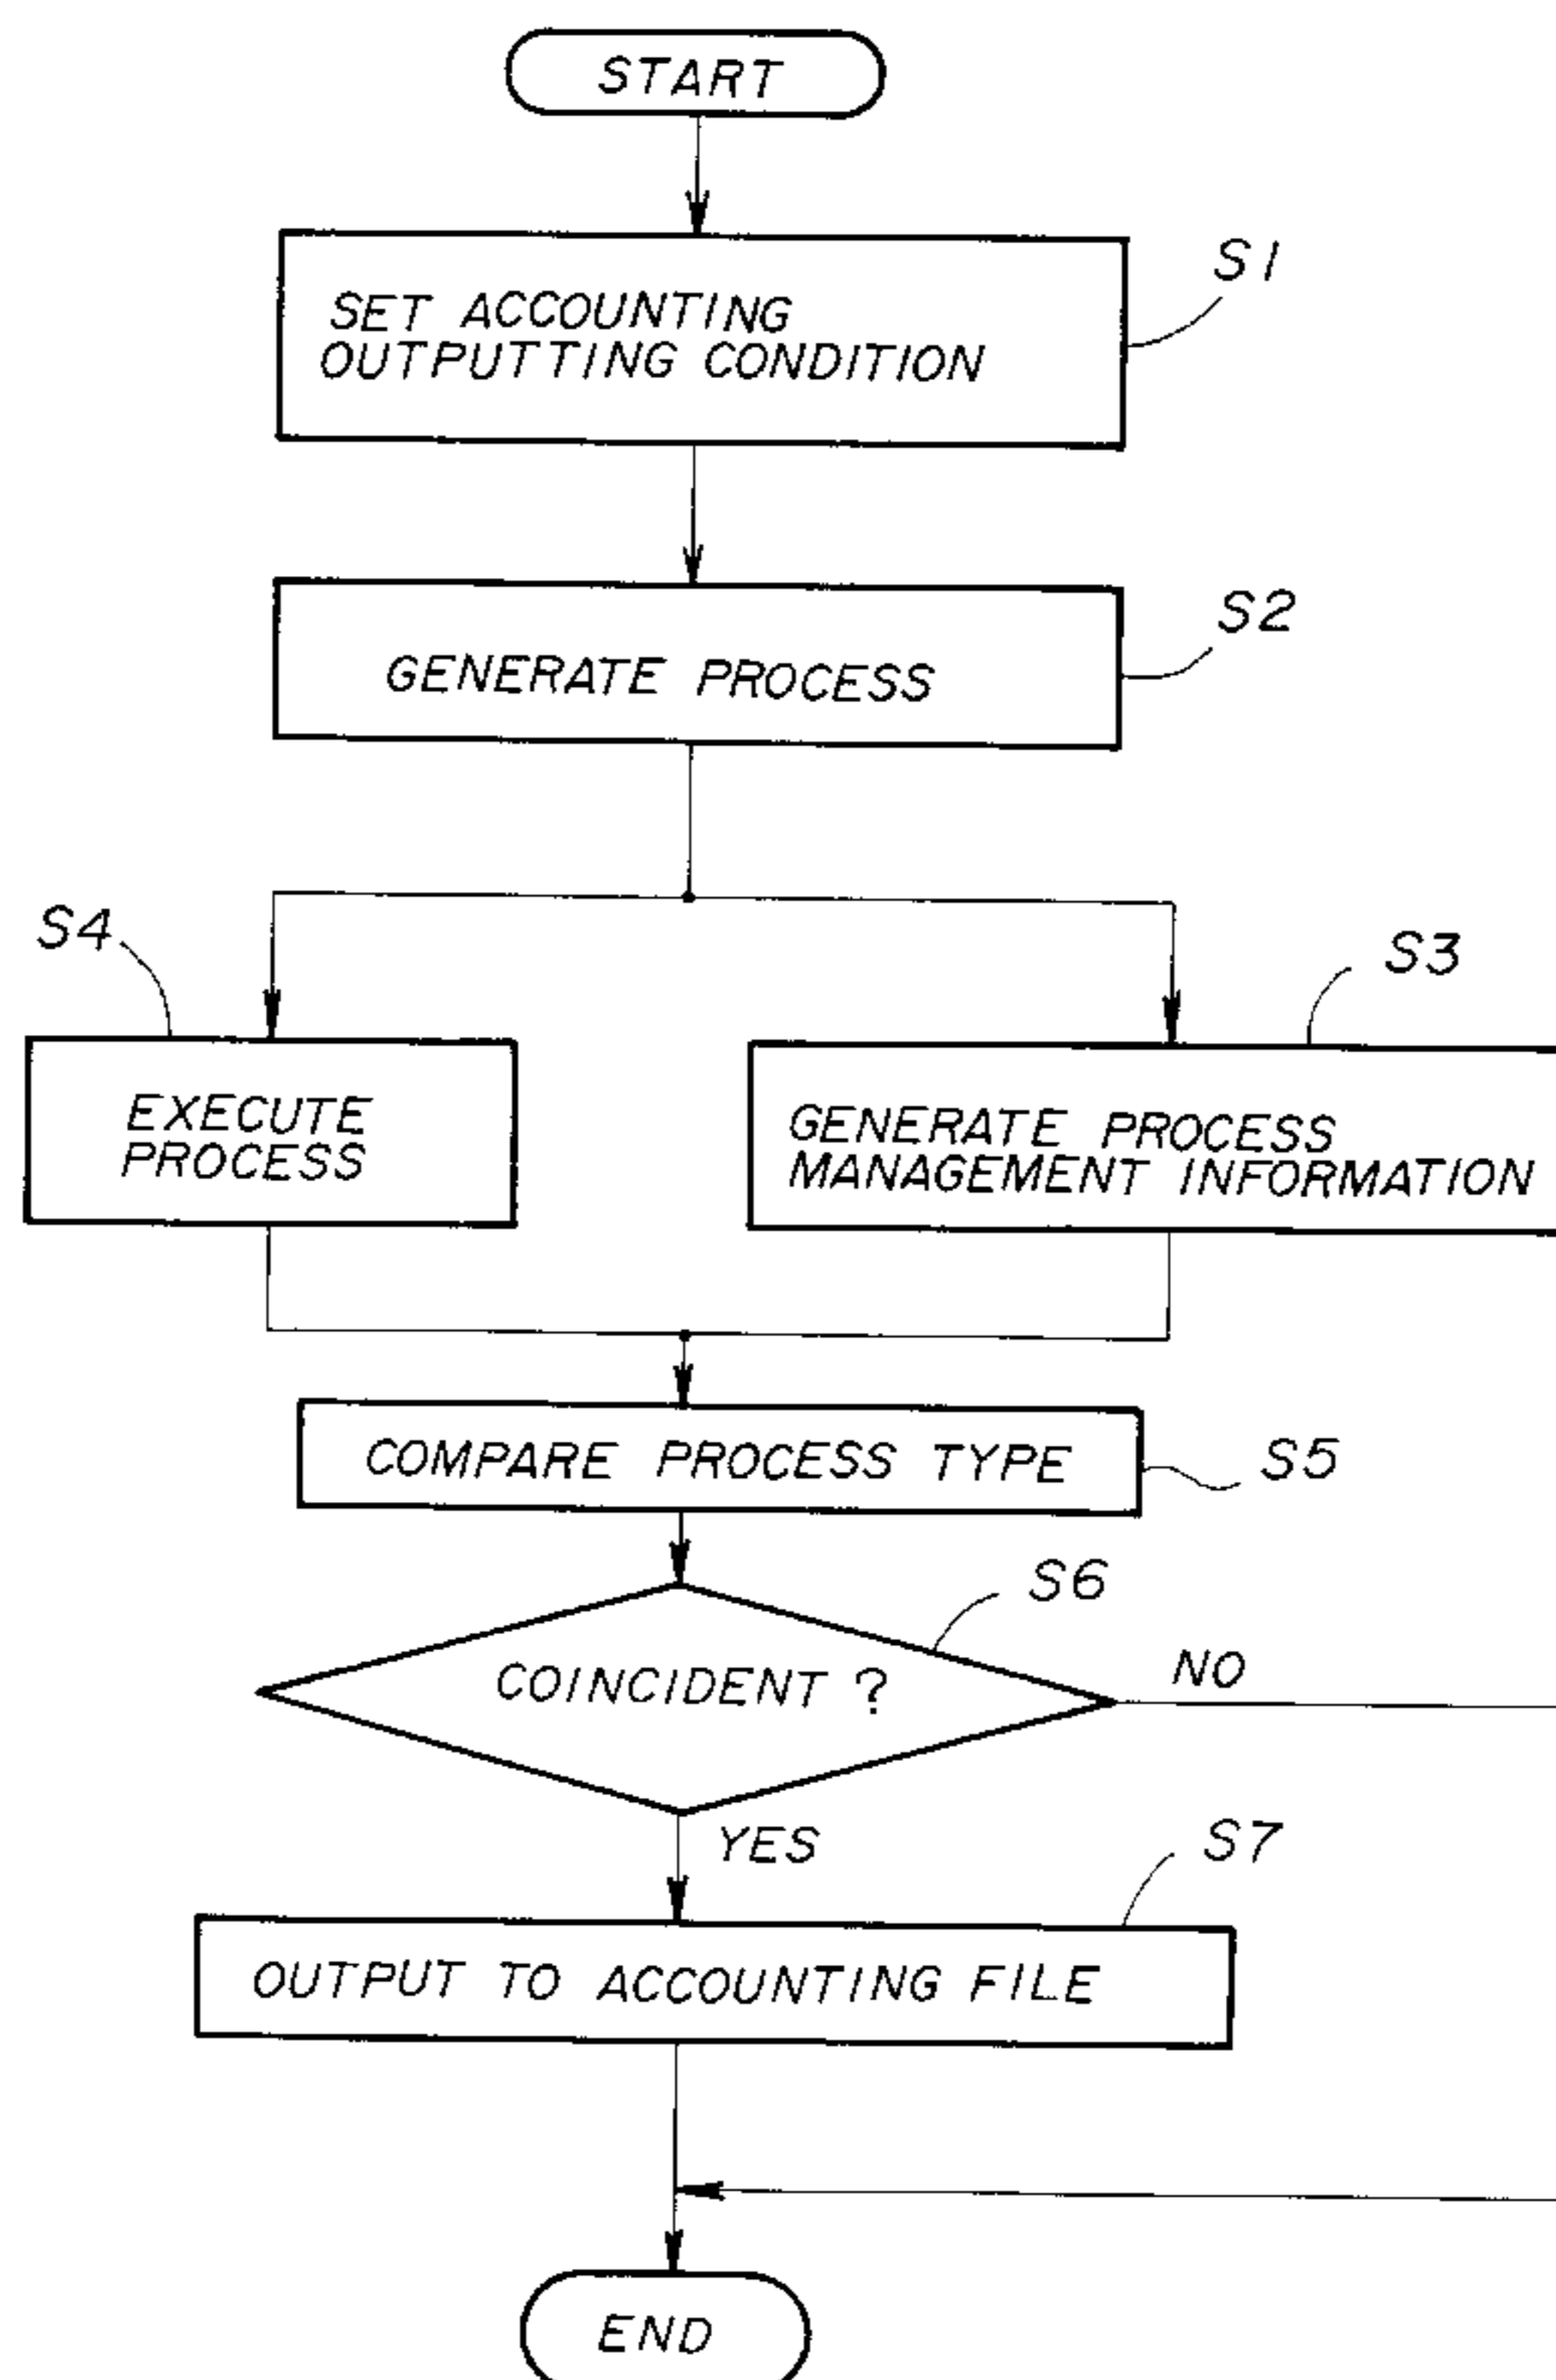 START
S1
SET ACCOUNTING
OUTPUTTING CONDITION
S2
GENERATE PROCESS
S4
S3
EXECUTE
PROCESS
GENERATE PROCESS
MANAGEMENT INFORMATION
COMPARE PROCESS TYPE
S5
S6
COINCIDENT ?
NO
YES
S7
OUTPUT TO ACCOUNTING FILE
END